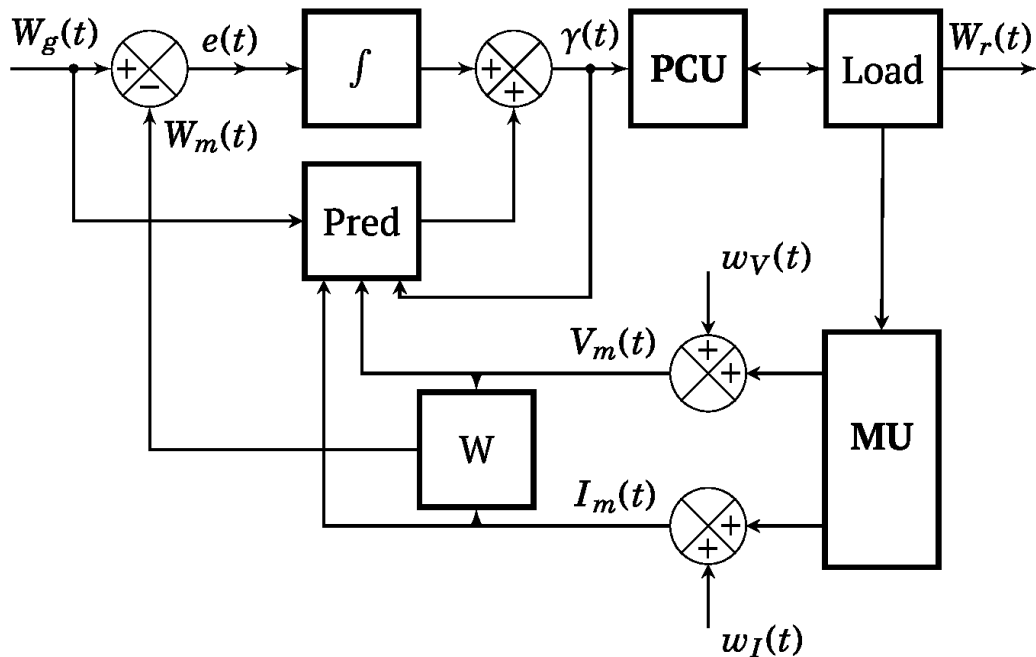 W_g(t)
+
−
e(t)
∫
+
+
γ(t)
PCU
Load
W_r(t)
W_m(t)
Pred
w_V(t)
V_m(t)
+
+
W
MU
I_m(t)
+
+
w_I(t)